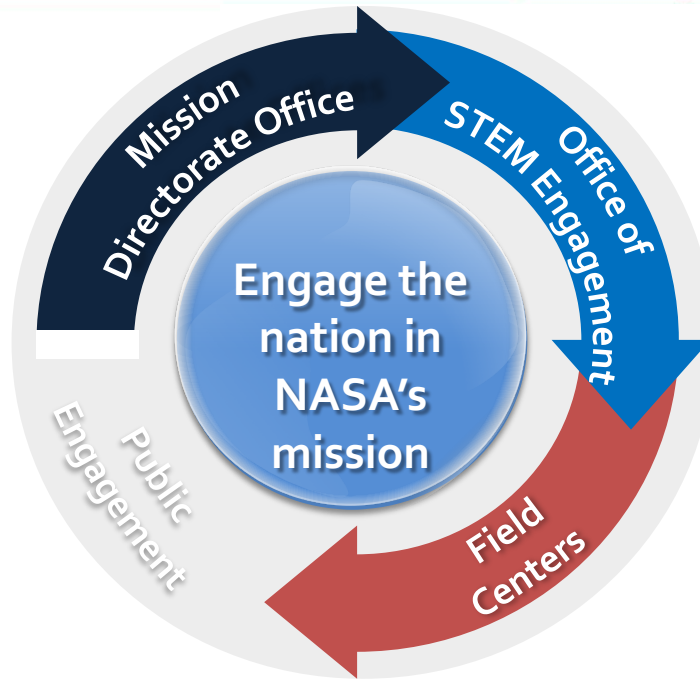 Mission
Directorate Office
Office of
STEM Engagement
Field
Centers
Public
Engagement
Engage the
nation in
NASA’s
mission